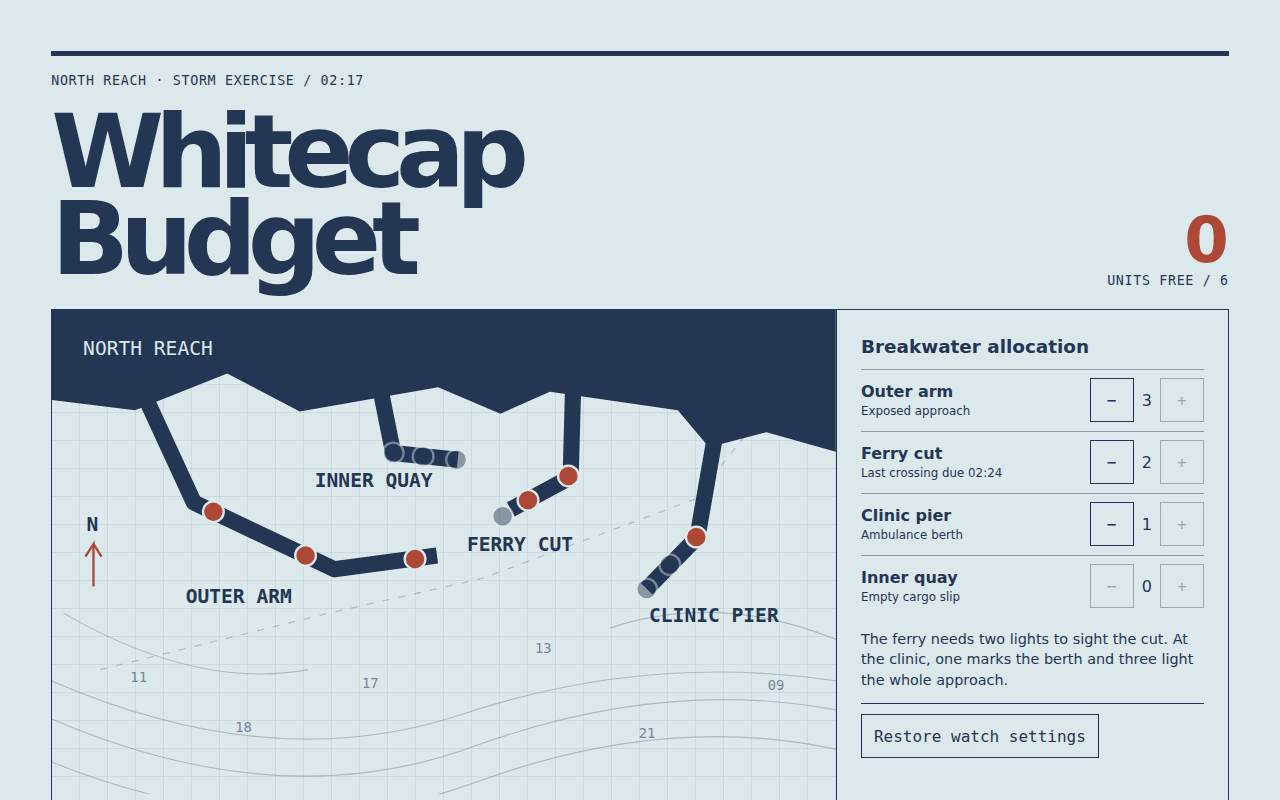 NORTH REACH · STORM EXERCISE / 02:17
Whitecap
Budget
0
UNITS FREE / 6
NORTH REACH
INNER QUAY
N
FERRY CUT
OUTER ARM
CLINIC PIER
13
11
17
09
18
21
Breakwater allocation
Outer arm
Exposed approach
− 3 +
Ferry cut
Last crossing due 02:24
− 2 +
Clinic pier
Ambulance berth
− 1 +
Inner quay
Empty cargo slip
− 0 +
The ferry needs two lights to sight the cut. At
the clinic, one marks the berth and three light
the whole approach.
Restore watch settings